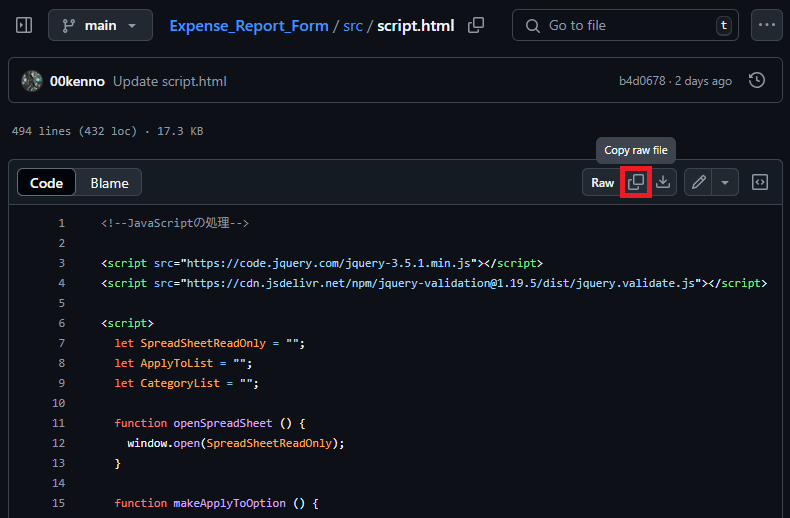 main Expense_Report_Form / src / script.html Go to file t
00kenno Update script.html b4d0678 · 2 days ago
494 lines (432 loc) · 17.3 KB
Copy raw file
Code Blame Raw
1 <!--JavaScriptの処理-->
2
3 <script src="https://code.jquery.com/jquery-3.5.1.min.js"></script>
4 <script src="https://cdn.jsdelivr.net/npm/jquery-validation@1.19.5/dist/jquery.validate.js"></script>
5
6 <script>
7 let SpreadSheetReadOnly = "";
8 let ApplyToList = "";
9 let CategoryList = "";
10
11 function openSpreadSheet () {
12 window.open(SpreadSheetReadOnly);
13 }
14
15 function makeApplyToOption () {